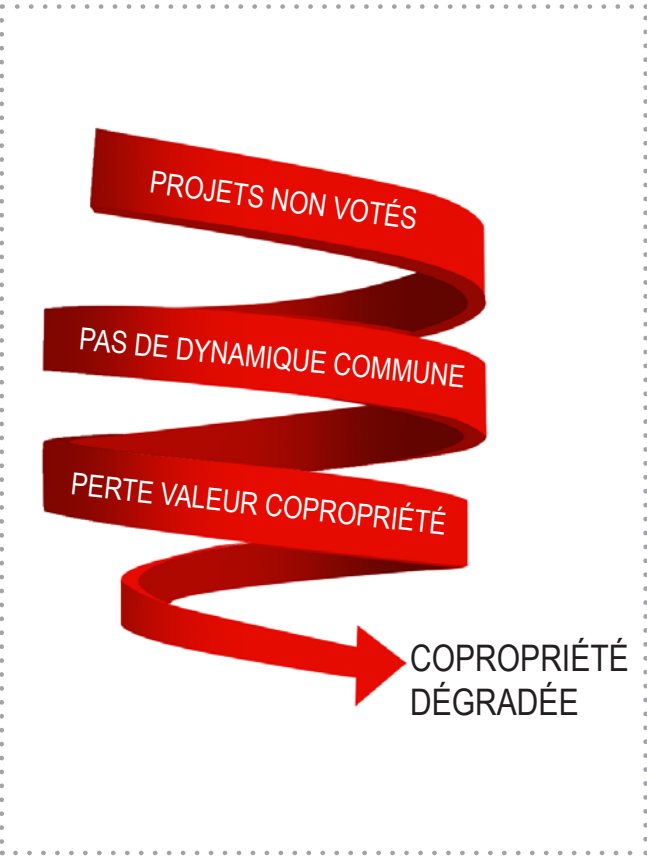 PROJETS NON VOTÉS
PAS DE DYNAMIQUE COMMUNE
PERTE VALEUR COPROPRIÉTÉ
COPROPRIÉTÉ
DÉGRADÉE